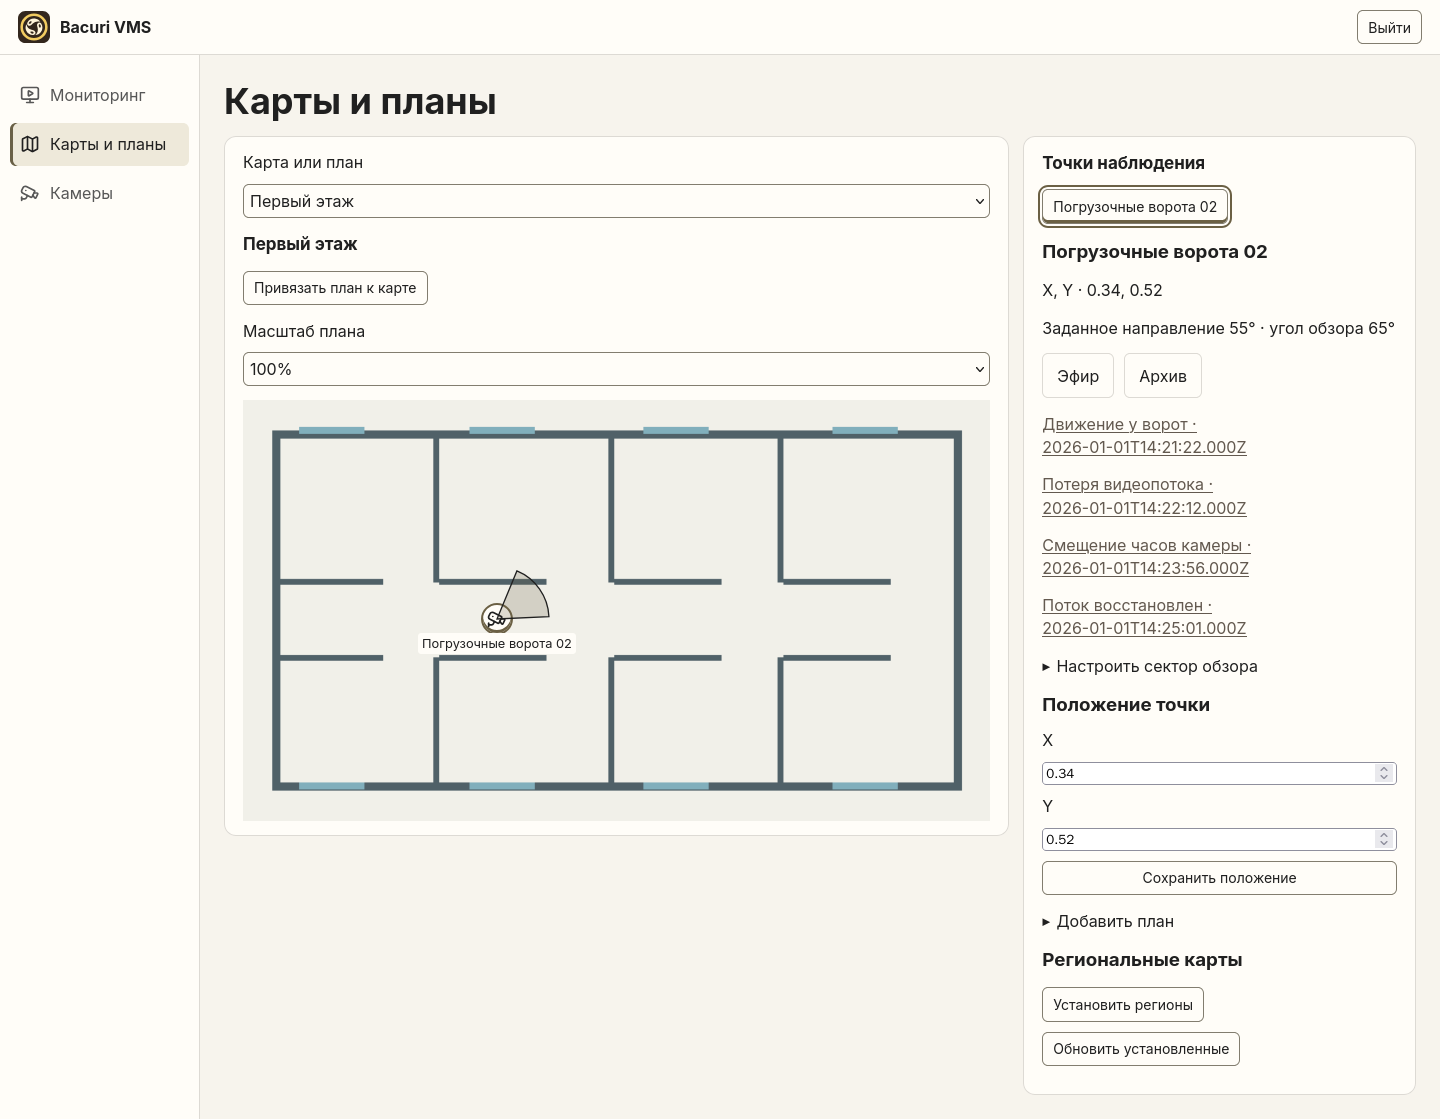 Bacuri VMS
Выйти
Мониторинг
Карты и планы
Камеры
Карты и планы
Карта или план
Первый этаж
Первый этаж
Привязать план к карте
Масштаб плана
100%
Погрузочные ворота 02
Точки наблюдения
Погрузочные ворота 02
Погрузочные ворота 02
X, Y · 0.34, 0.52
Заданное направление 55° · угол обзора 65°
Эфир
Архив
Движение у ворот ·
2026-01-01T14:21:22.000Z
Потеря видеопотока ·
2026-01-01T14:22:12.000Z
Смещение часов камеры ·
2026-01-01T14:23:56.000Z
Поток восстановлен ·
2026-01-01T14:25:01.000Z
Настроить сектор обзора
Положение точки
X
0.34
Y
0.52
Сохранить положение
Добавить план
Региональные карты
Установить регионы
Обновить установленные